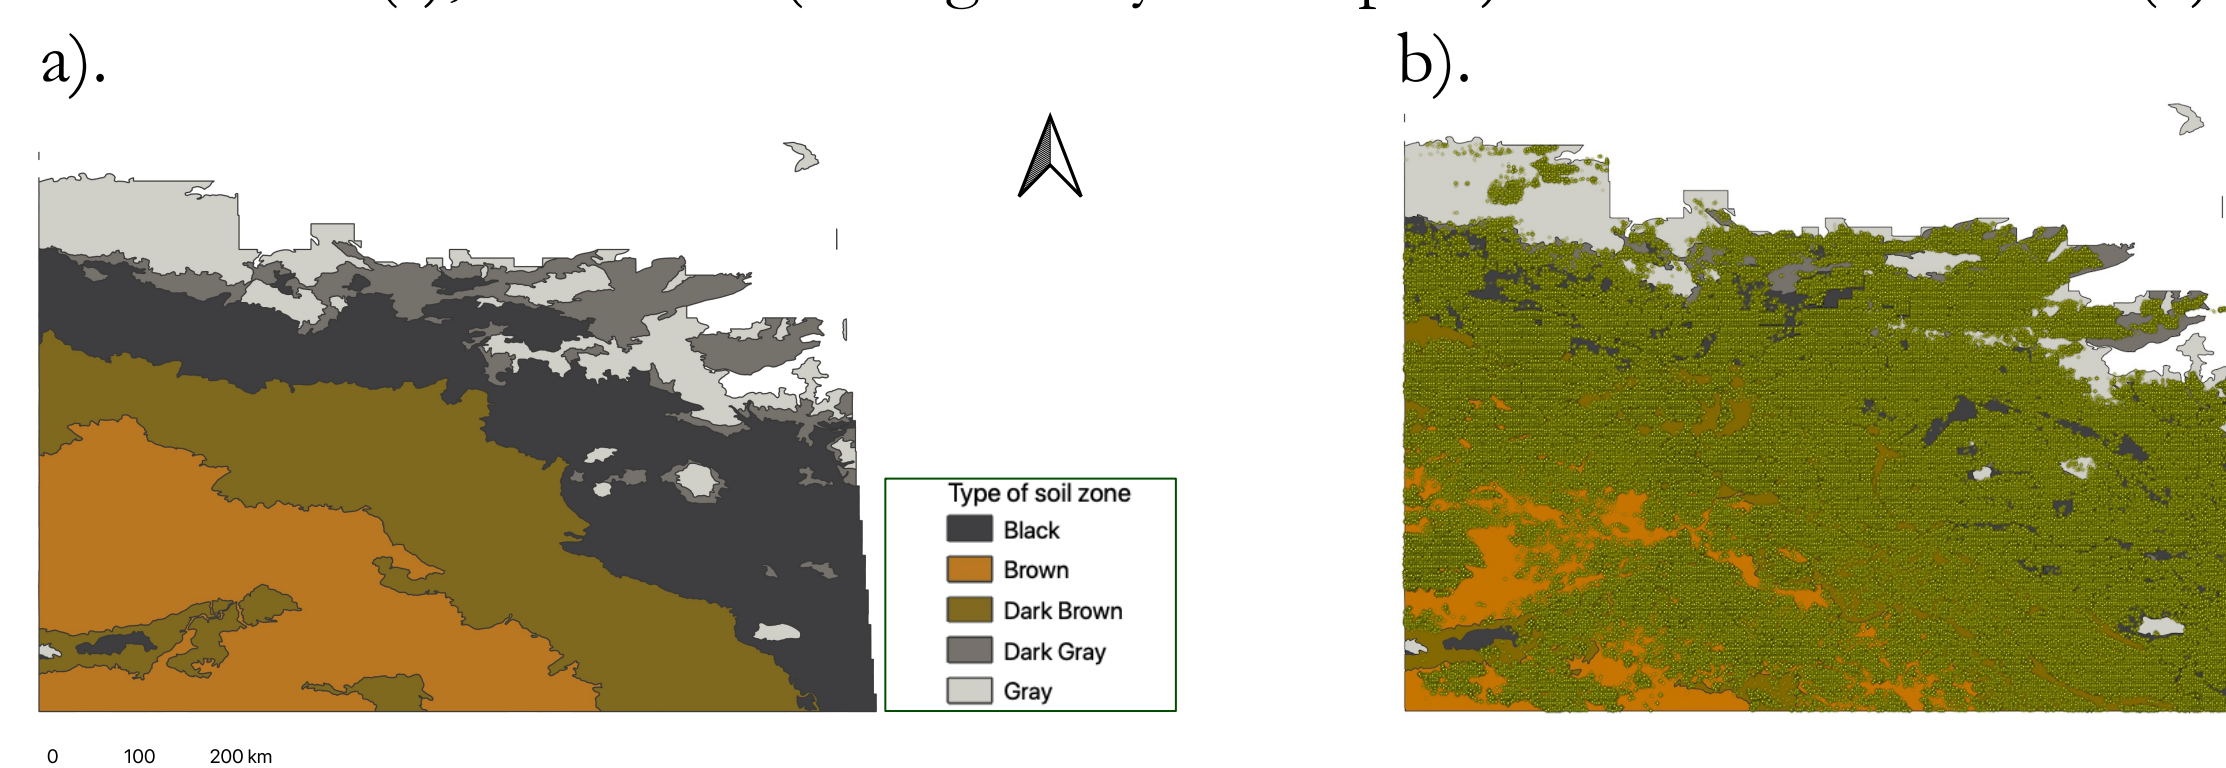 a).
b).
Type of soil zone
Black
Brown
Dark Brown
Dark Gray
Gray
0 100 200 km